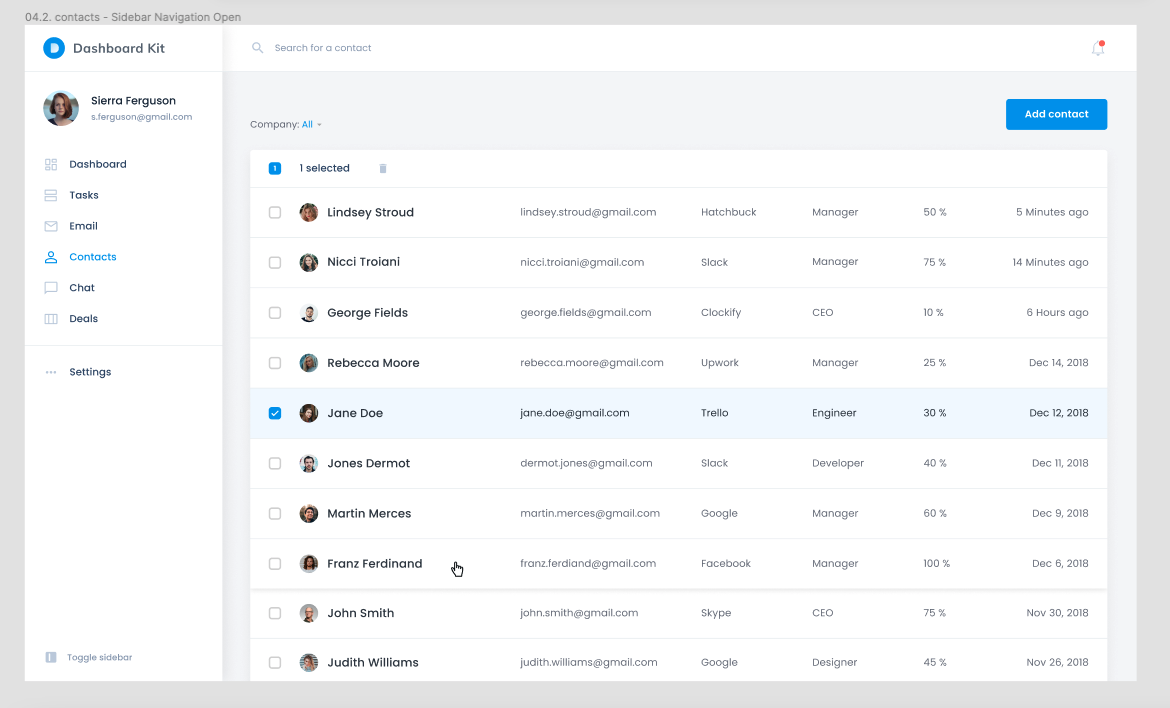 04.2. contacts - Sidebar Navigation Open
Dashboard Kit
Search for a contact
Sierra Ferguson
s.ferguson@gmail.com
Dashboard
Tasks
Email
Contacts
Chat
Deals
Settings
Toggle sidebar
Company: All
Add contact
1 1 selected
Lindsey Stroud lindsey.stroud@gmail.com Hatchbuck Manager 50 % 5 Minutes ago
Nicci Troiani nicci.troiani@gmail.com Slack Manager 75 % 14 Minutes ago
George Fields george.fields@gmail.com Clockify CEO 10 % 6 Hours ago
Rebecca Moore rebecca.moore@gmail.com Upwork Manager 25 % Dec 14, 2018
Jane Doe jane.doe@gmail.com Trello Engineer 30 % Dec 12, 2018
Jones Dermot dermot.jones@gmail.com Slack Developer 40 % Dec 11, 2018
Martin Merces martin.merces@gmail.com Google Manager 60 % Dec 9, 2018
Franz Ferdinand franz.ferdiand@gmail.com Facebook Manager 100 % Dec 6, 2018
John Smith john.smith@gmail.com Skype CEO 75 % Nov 30, 2018
Judith Williams judith.williams@gmail.com Google Designer 45 % Nov 26, 2018